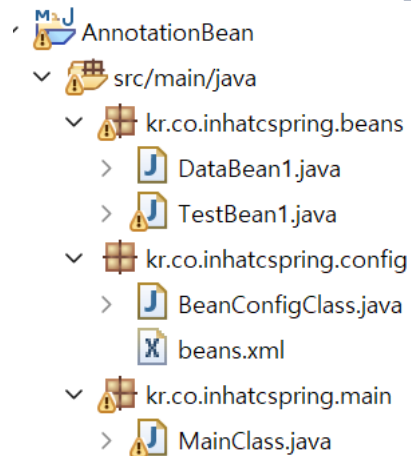 AnnotationBean
src/main/java
kr.co.inhatcspring.beans
DataBean1.java
TestBean1.java
kr.co.inhatcspring.config
BeanConfigClass.java
beans.xml
kr.co.inhatcspring.main
MainClass.java